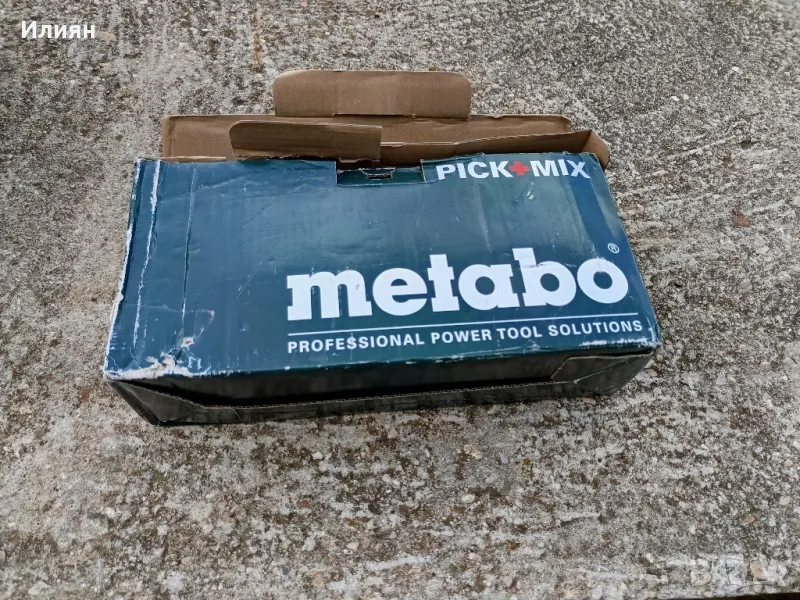 Илиян
PICK+MIX
metabo®
PROFESSIONAL POWER TOOL SOLUTIONS